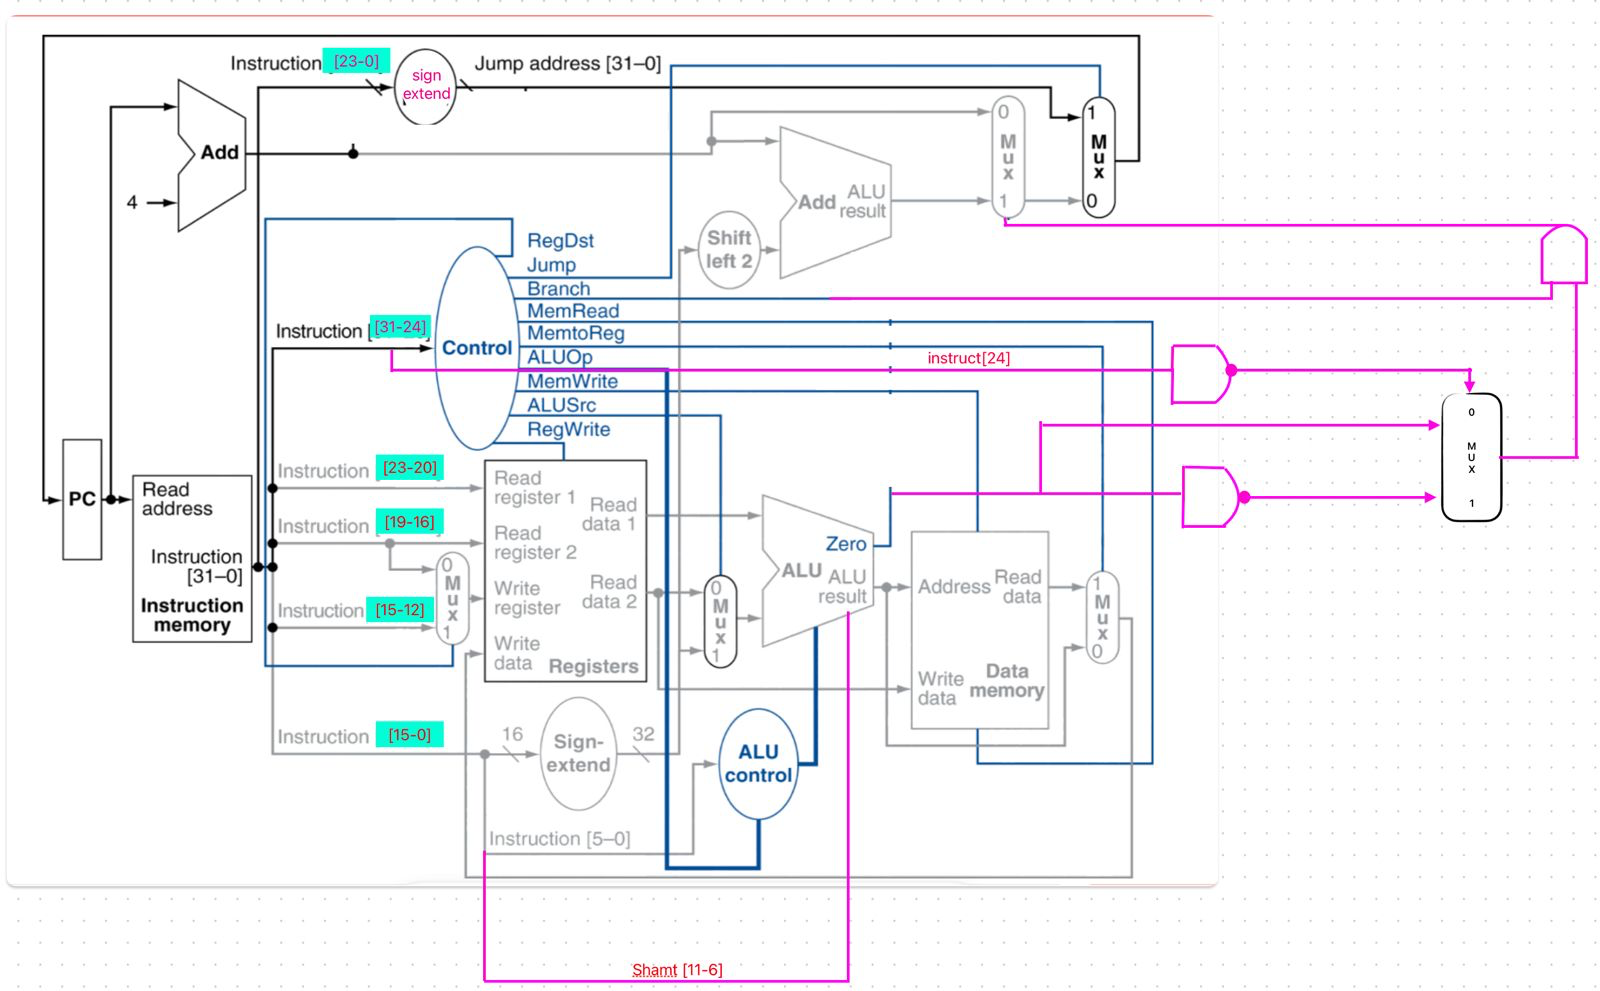 Instruction [23-0]
sign
extend
Jump address [31–0]
Add
4
0
M
u
x
1
1
M
u
x
0
Add ALU
result
Shift
left 2
RegDst
Jump
Branch
MemRead
MemtoReg
ALUOp
MemWrite
ALUSrc
RegWrite
Instruction [31-24]
Control
instruct[24]
0
M
U
X
1
PC
Read
address
Instruction
[31–0]
Instruction
memory
Instruction [23-20]
Instruction [19-16]
Instruction [15-12]
Instruction [15-0]
0
M
u
x
1
Read
register 1
Read
register 2
Write
register
Write
data
Read
data 1
Read
data 2
Registers
0
M
u
x
1
Zero
ALU ALU
result
Address
Read
data
Write
data
Data
memory
1
M
u
x
0
16
Sign-
extend
32
ALU
control
Instruction [5–0]
Shamt [11-6]